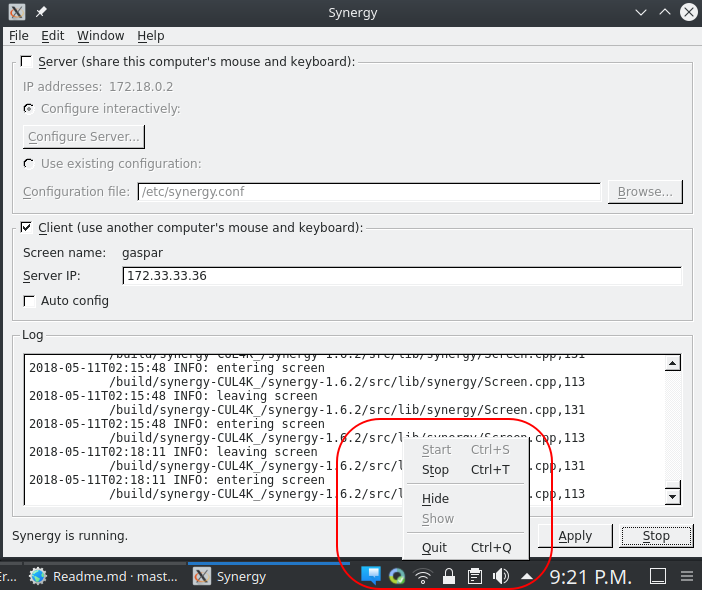 Synergy
File Edit Window Help
Server (share this computer's mouse and keyboard):
IP addresses: 172.18.0.2
Configure interactively:
Configure Server...
Use existing configuration:
Configuration file: /etc/synergy.conf Browse...
Client (use another computer's mouse and keyboard):
Screen name: gaspar
Server IP: 172.33.33.36
Auto config
Log
/build/synergy-CUL4K_/synergy-1.6.2/src/lib/synergy/Screen.cpp,131
2018-05-11T02:15:48 INFO: entering screen
/build/synergy-CUL4K_/synergy-1.6.2/src/lib/synergy/Screen.cpp,113
2018-05-11T02:15:48 INFO: leaving screen
/build/synergy-CUL4K_/synergy-1.6.2/src/lib/synergy/Screen.cpp,131
2018-05-11T02:15:48 INFO: entering screen
/build/synergy-CUL4K_/synergy-1.6.2/src/lib/synergy/Screen.cpp,113
2018-05-11T02:18:11 INFO: leaving screen
/build/synergy-CUL4K_/synergy-1.6.2/src/l cpp,131
2018-05-11T02:18:11 INFO: entering screen
/build/synergy-CUL4K_/synergy-1.6.2/src/l cpp,113
Start Ctrl+S
Stop Ctrl+T
Hide
Show
Quit Ctrl+Q
Synergy is running.
Apply Stop
Er... Readme.md · mast... Synergy 9:21 P.M.